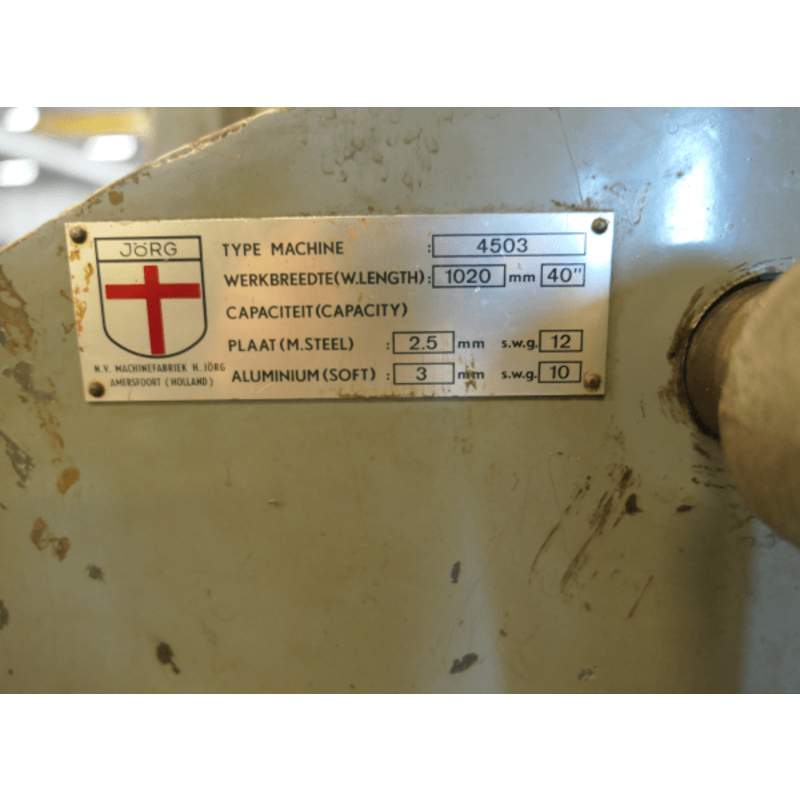 JöRG
N.V. MACHINEFABRIEK H. JÖRG
AMERSFOORT (HOLLAND)
TYPE MACHINE : 4503
WERKBREEDTE(W.LENGTH): 1020 mm 40"
CAPACITEIT(CAPACITY)
PLAAT(M.STEEL) : 2.5 mm s.w.g. 12
ALUMINIUM(SOFT) : 3 mm s.w.g. 10